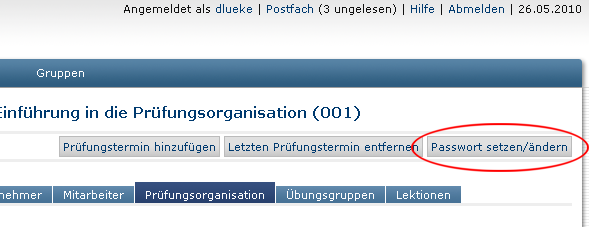 Angemeldet als dlueke | Postfach (3 ungelesen) | Hilfe | Abmelden | 26.05.2010
Gruppen
Einführung in die Prüfungsorganisation (001)
Prüfungstermin hinzufügen Letzten Prüfungstermin entfernen Passwort setzen/ändern
nehmer Mitarbeiter Prüfungsorganisation Übungsgruppen Lektionen